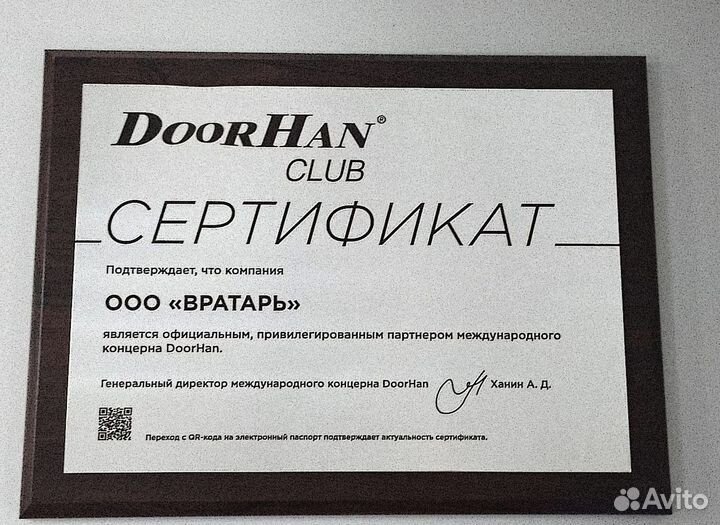 DOORHAN®
CLUB
СЕРТИФИКАТ
Подтверждает, что компания
ООО «ВРАТАРЬ»
является официальным, привилегированным партнером международного
концерна DoorHan.
Генеральный директор международного концерна DoorHan Ханин А. Д.
Переход с QR-кода на электронный паспорт подтверждает актуальность сертификата.
Avito